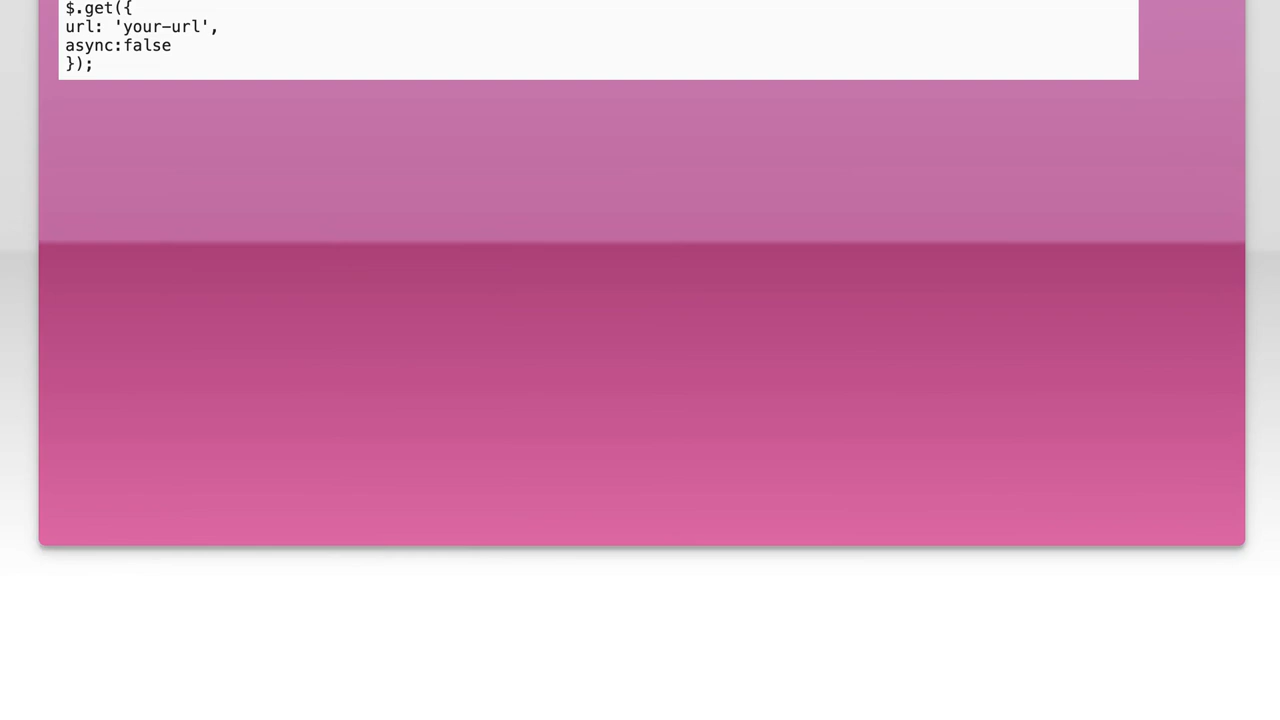 $.get({
url: 'your-url',
async:false
});